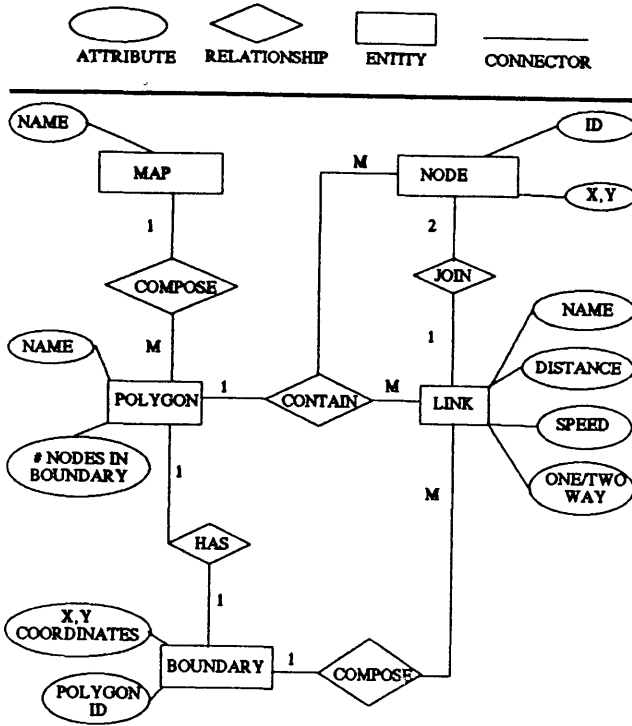 ATTRIBUTE
RELATIONSHIP
ENTITY
CONNECTOR
NAME
ID
MAP
M
NODE
X, Y
1
2
COMPOSE
JOIN
NAME
NAME
M
1
DISTANCE
POLYGON
1
CONTAIN
M
LINK
SPEED
# NODES IN
BOUNDARY
1
M
ONE/TWO
WAY
HAS
1
X, Y
COORDINATES
BOUNDARY
1
COMPOSE
POLYGON
ID